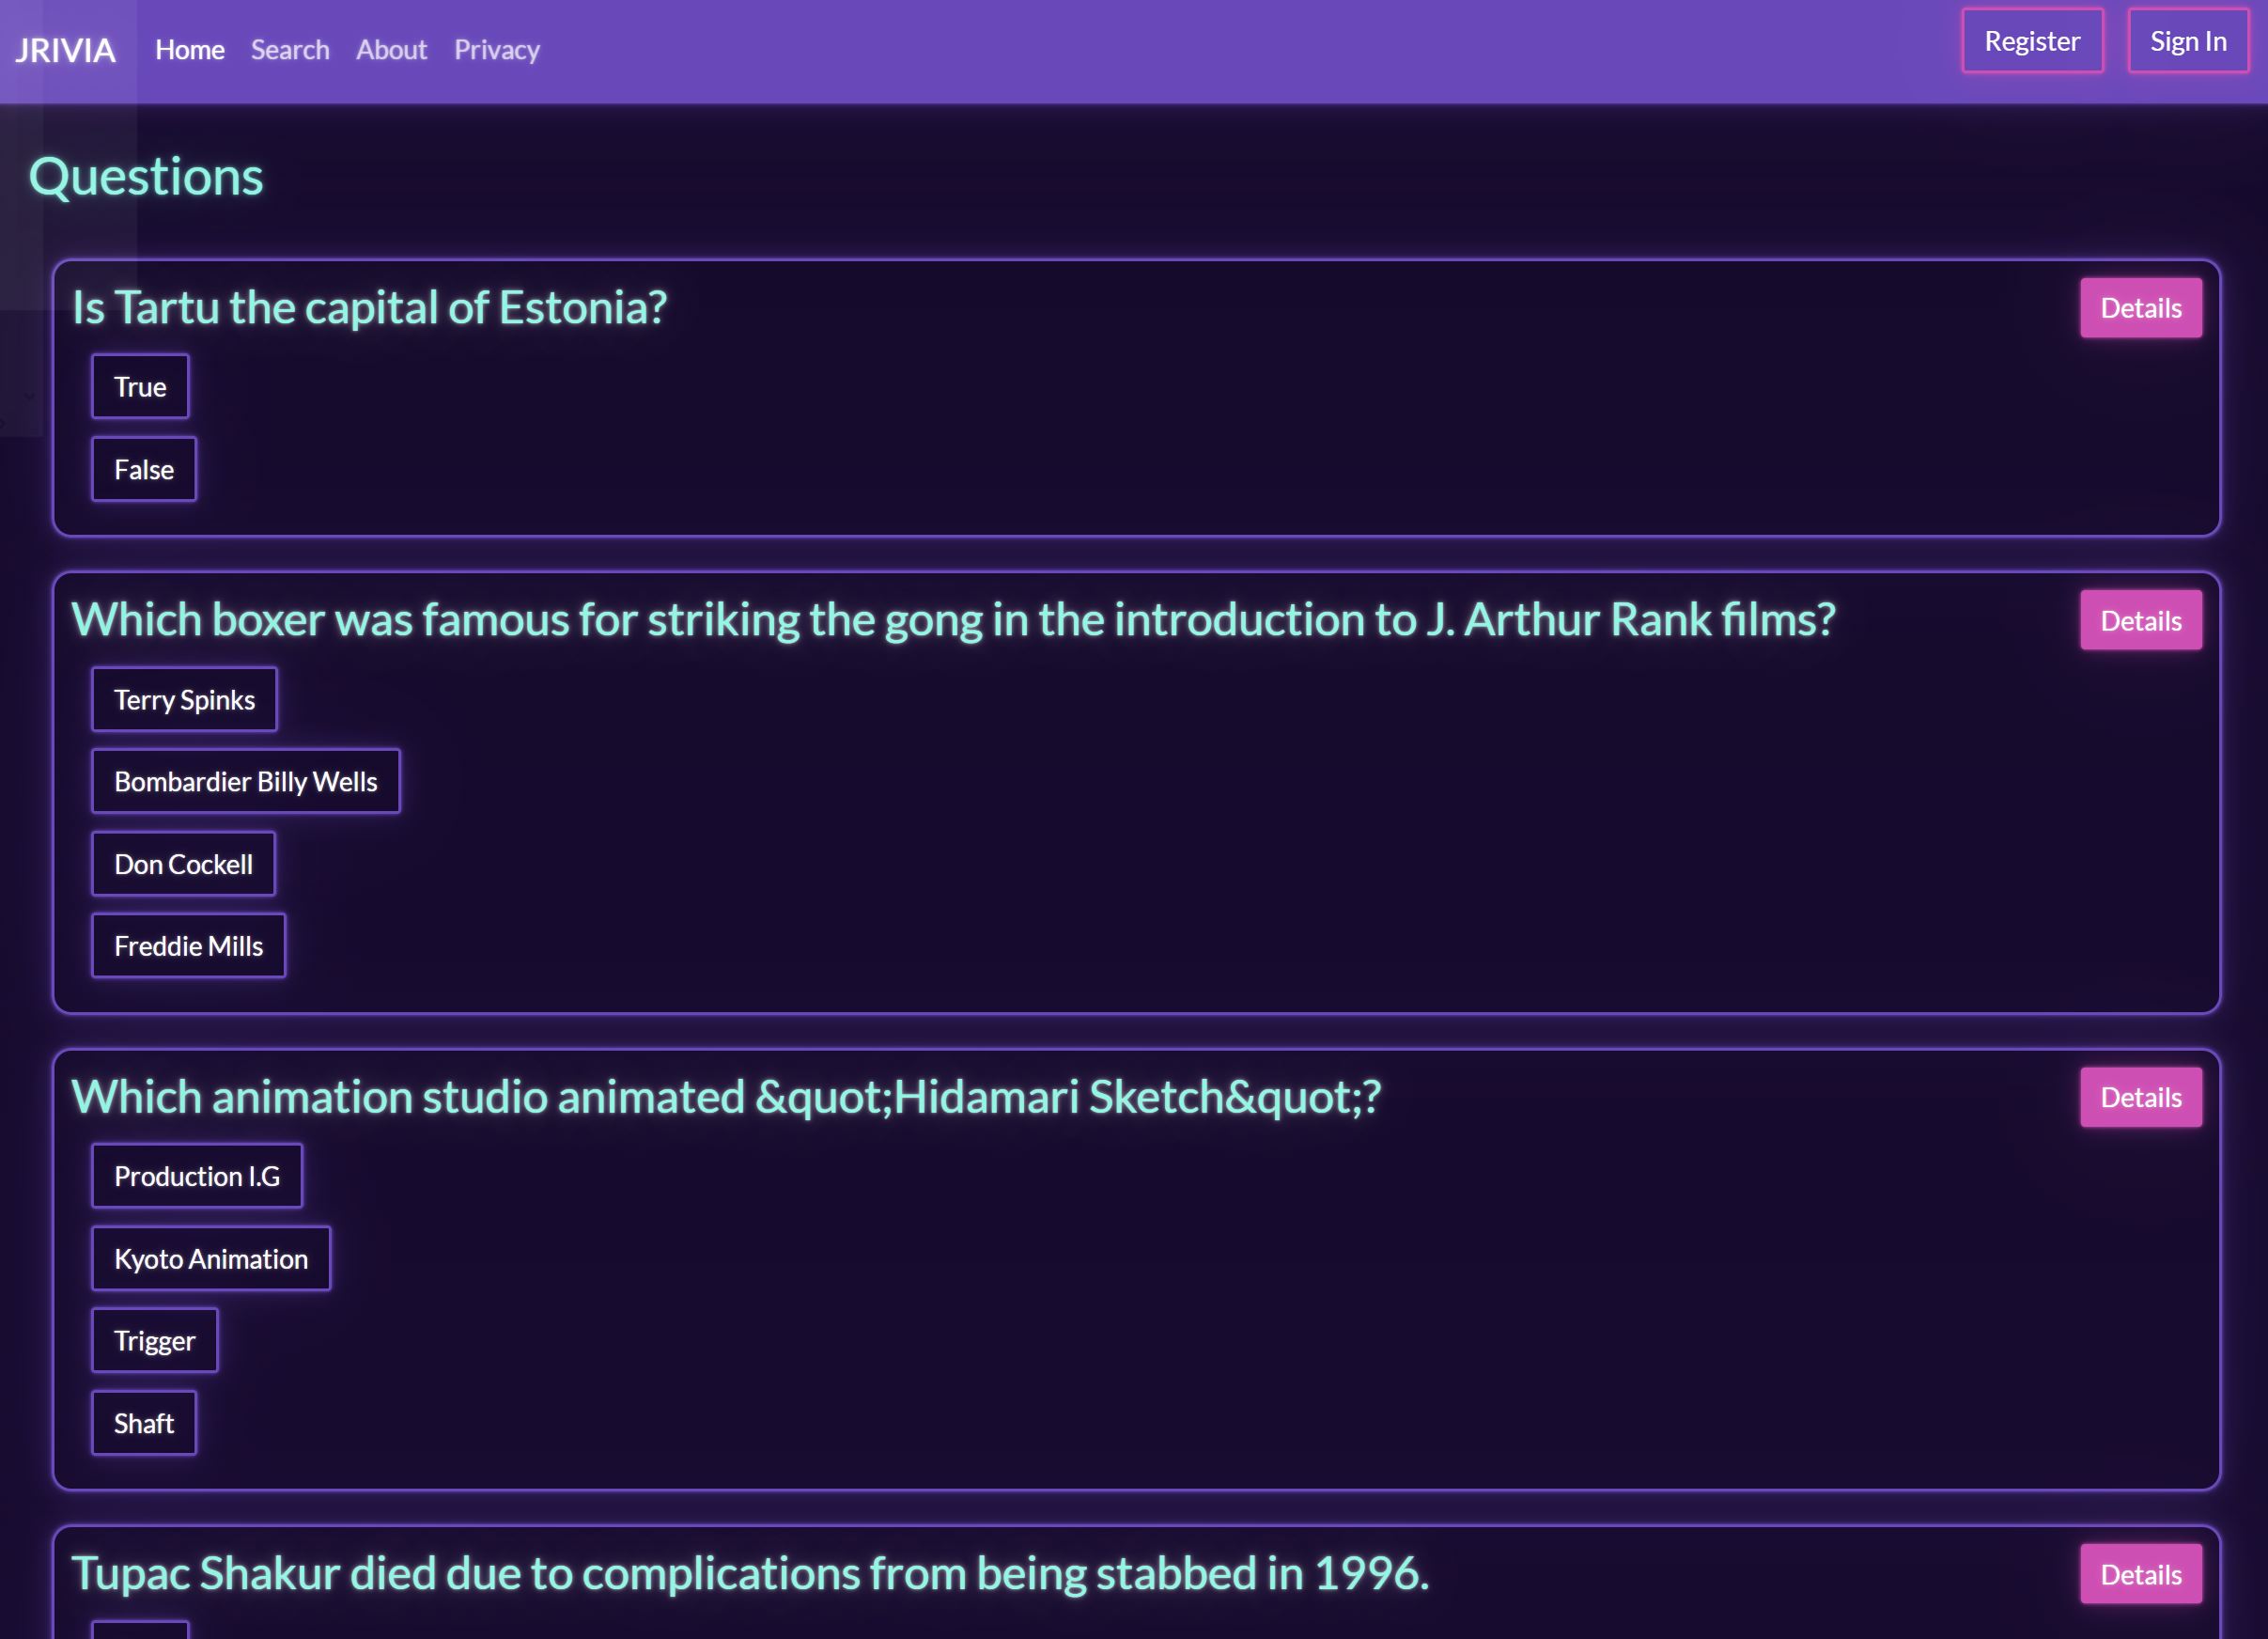 JRIVIA Home Search About Privacy Register Sign In
Questions
Is Tartu the capital of Estonia? Details
True
False
Which boxer was famous for striking the gong in the introduction to J. Arthur Rank films? Details
Terry Spinks
Bombardier Billy Wells
Don Cockell
Freddie Mills
Which animation studio animated &quot;Hidamari Sketch&quot;? Details
Production I.G
Kyoto Animation
Trigger
Shaft
Tupac Shakur died due to complications from being stabbed in 1996. Details